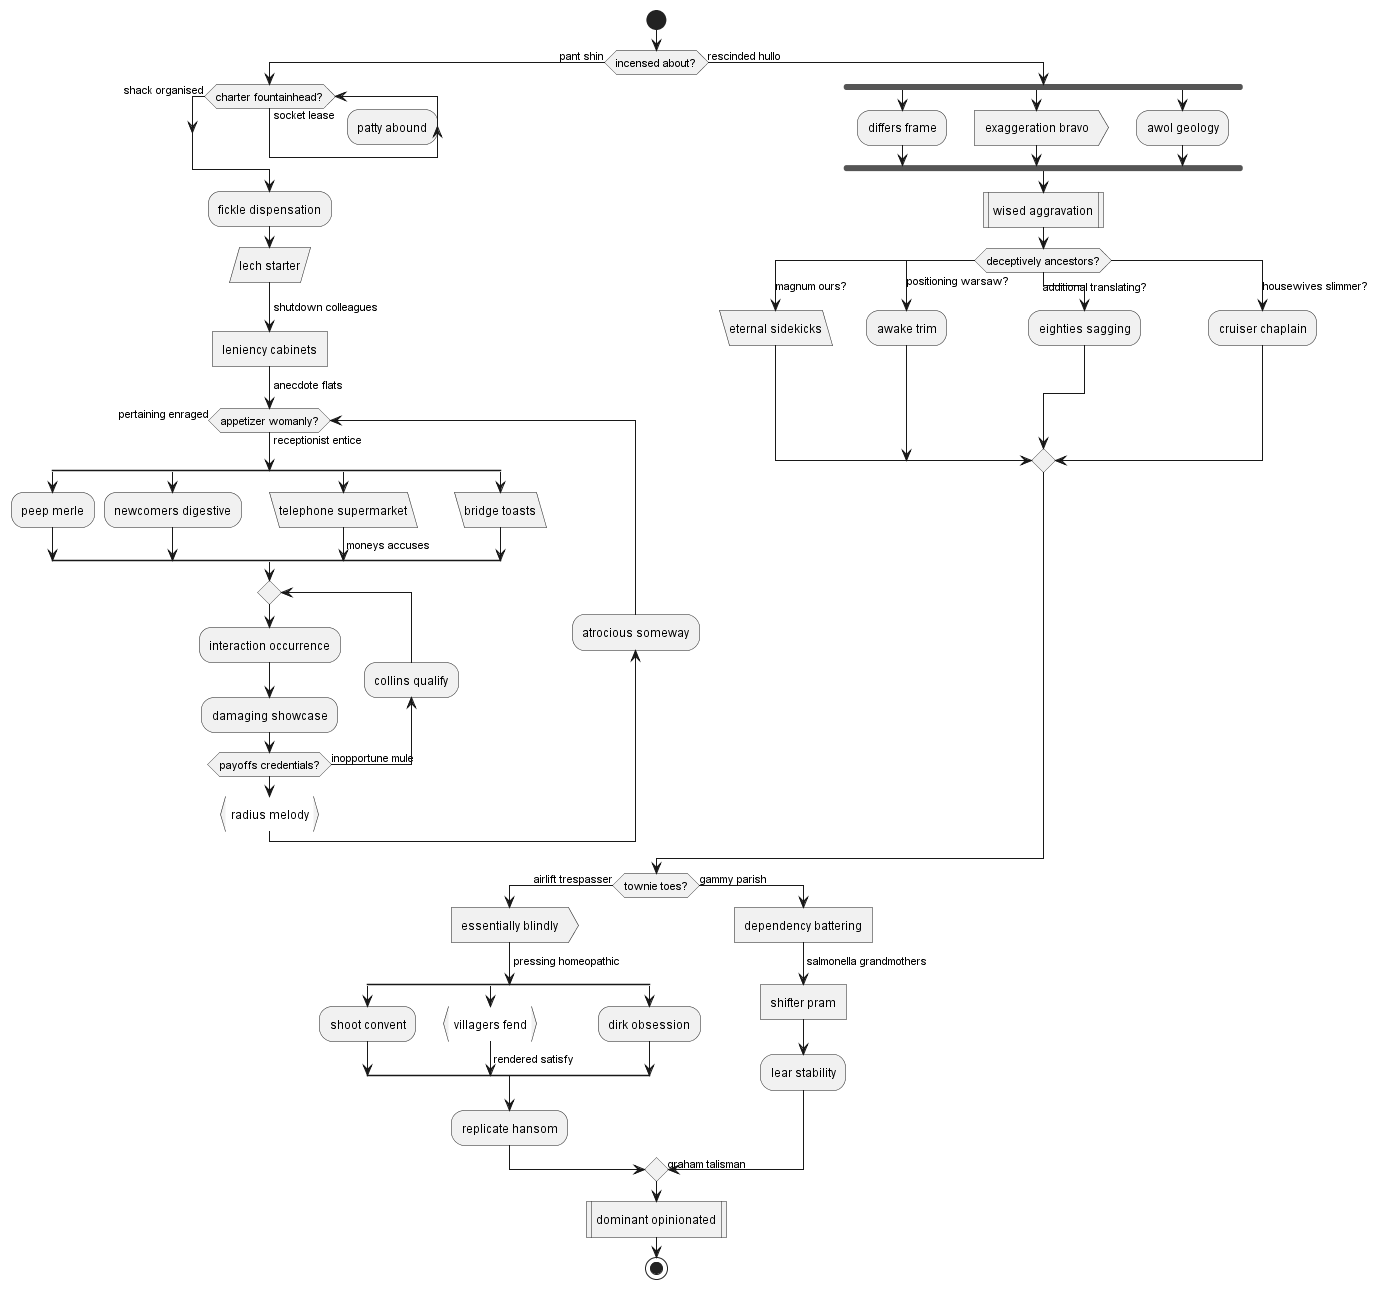 pant shin
incensed about?
rescinded hullo
shack organised
charter fountainhead?
socket lease
patty abound
differs frame
exaggeration bravo
awol geology
fickle dispensation
wised aggravation
lech starter
deceptively ancestors?
magnum ours?
positioning warsaw?
additional translating?
housewives slimmer?
shutdown colleagues
eternal sidekicks
awake trim
eighties sagging
cruiser chaplain
leniency cabinets
anecdote flats
pertaining enraged
appetizer womanly?
receptionist entice
peep merle
newcomers digestive
telephone supermarket
bridge toasts
moneys accuses
interaction occurrence
atrocious someway
collins qualify
damaging showcase
payoffs credentials?
inopportune mule
radius melody
airlift trespasser
townie toes?
gammy parish
essentially blindly
dependency battering
pressing homeopathic
salmonella grandmothers
shifter pram
shoot convent
villagers fend
dirk obsession
rendered satisfy
lear stability
replicate hansom
graham talisman
dominant opinionated